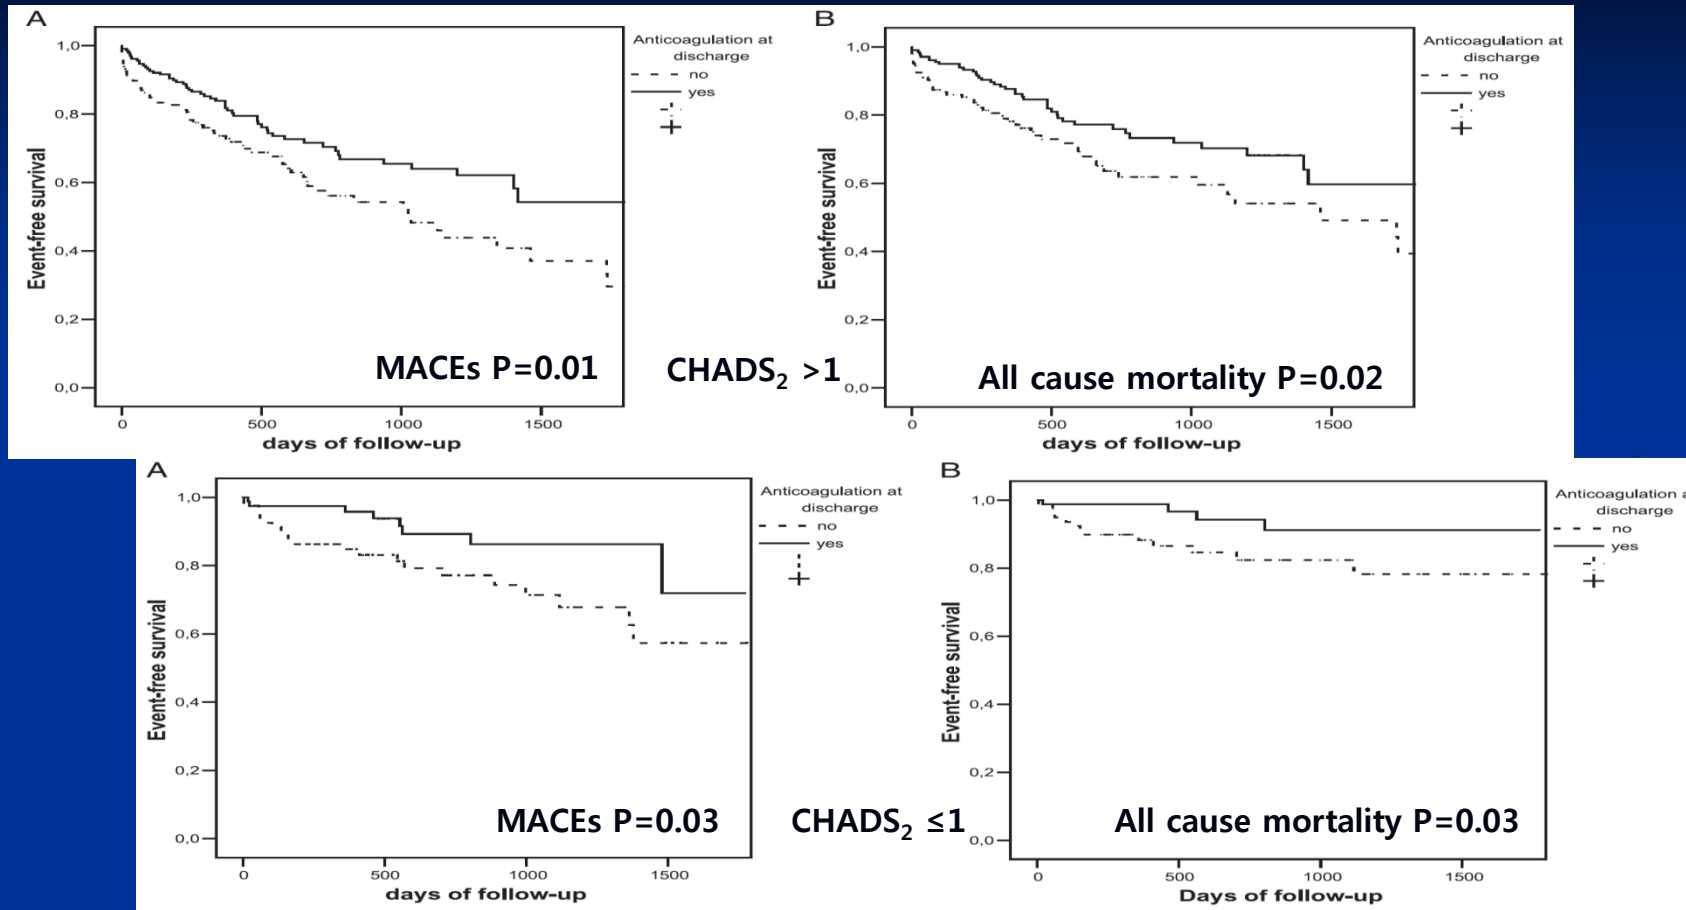 A
Anticoagulation at
discharge
no
yes
1,0
0,8
0,6
0,4
0,2
0,0
Event-free survival
MACEs P=0.01
0 500 1000 1500
days of follow-up
CHADS₂ >1
B
Anticoagulation at
discharge
no
yes
1,0
0,8
0,6
0,4
0,2
0,0
Event-free survival
All cause mortality P=0.02
0 500 1000 1500
days of follow-up
A
Anticoagulation at
discharge
no
yes
1,0
0,8
0,6
0,4
0,2
0,0
Event-free survival
MACEs P=0.03
0 500 1000 1500
days of follow-up
CHADS₂ ≤1
B
Anticoagulation a
discharge
no
yes
1,0
0,8
0,6
0,4
0,2
0,0
Event-free survival
All cause mortality P=0.03
0 500 1000 1500
Days of follow-up